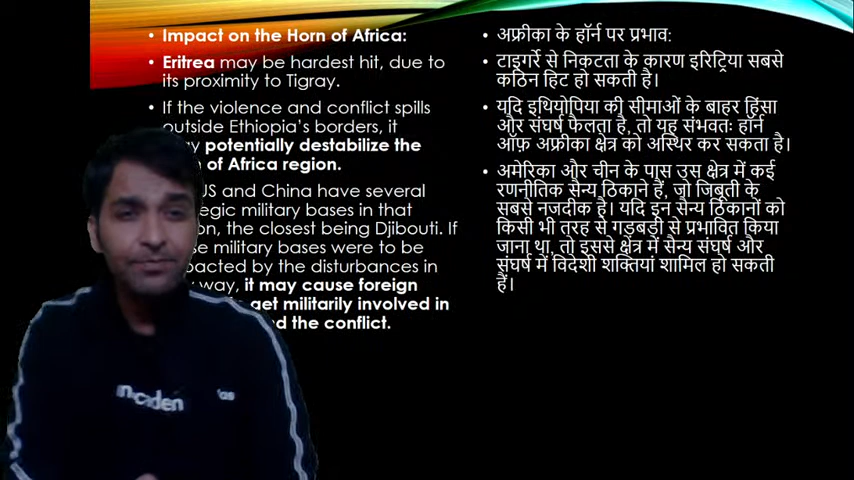 Impact on the Horn of Africa:
Eritrea may be hardest hit, due to
its proximity to Tigray.
If the violence and conflict spills
outside Ethiopia's borders, it
potentially destabilize the
of Africa region.
US and China have several
military bases in that
the closest being Djibouti. If
military bases were to be
by the disturbances in
way, it may cause foreign
get militarily involved in
the conflict.
अफ्रीका के हॉर्न पर प्रभाव:
टाइगर्रे से निकटता के कारण इरिट्रिया सबसे
कठिन हिट हो सकती है।
यदि इथियोपिया की सीमाओं के बाहर हिंसा
और संघर्ष फैलता है, तो यह संभवतः हॉर्न
ऑफ़ अफ्रीका क्षेत्र को अस्थिर कर सकता है।
अमेरिका और चीन के पास उस क्षेत्र में कई
रणनीतिक सैन्य ठिकाने हैं, जो जिबूती के
सबसे नजदीक है। यदि इन सैन्य ठिकानों को
किसी भी तरह से गड़बड़ी से प्रभावित किया
जाना था, तो इससे क्षेत्र में सैन्य संघर्ष और
संघर्ष में विदेशी शक्तियां शामिल हो सकती
हैं।